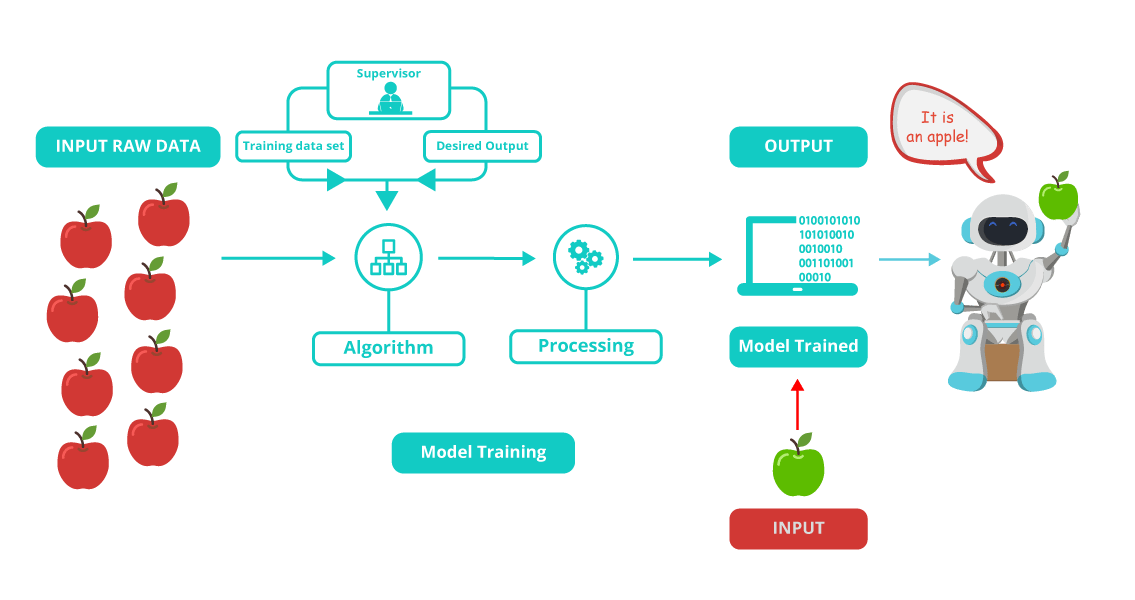 Supervisor
INPUT RAW DATA
Training data set
Desired Output
OUTPUT
It is
an apple!
0100101010
101010010
0010010
001101001
00010
Algorithm
Processing
Model Trained
Model Training
INPUT